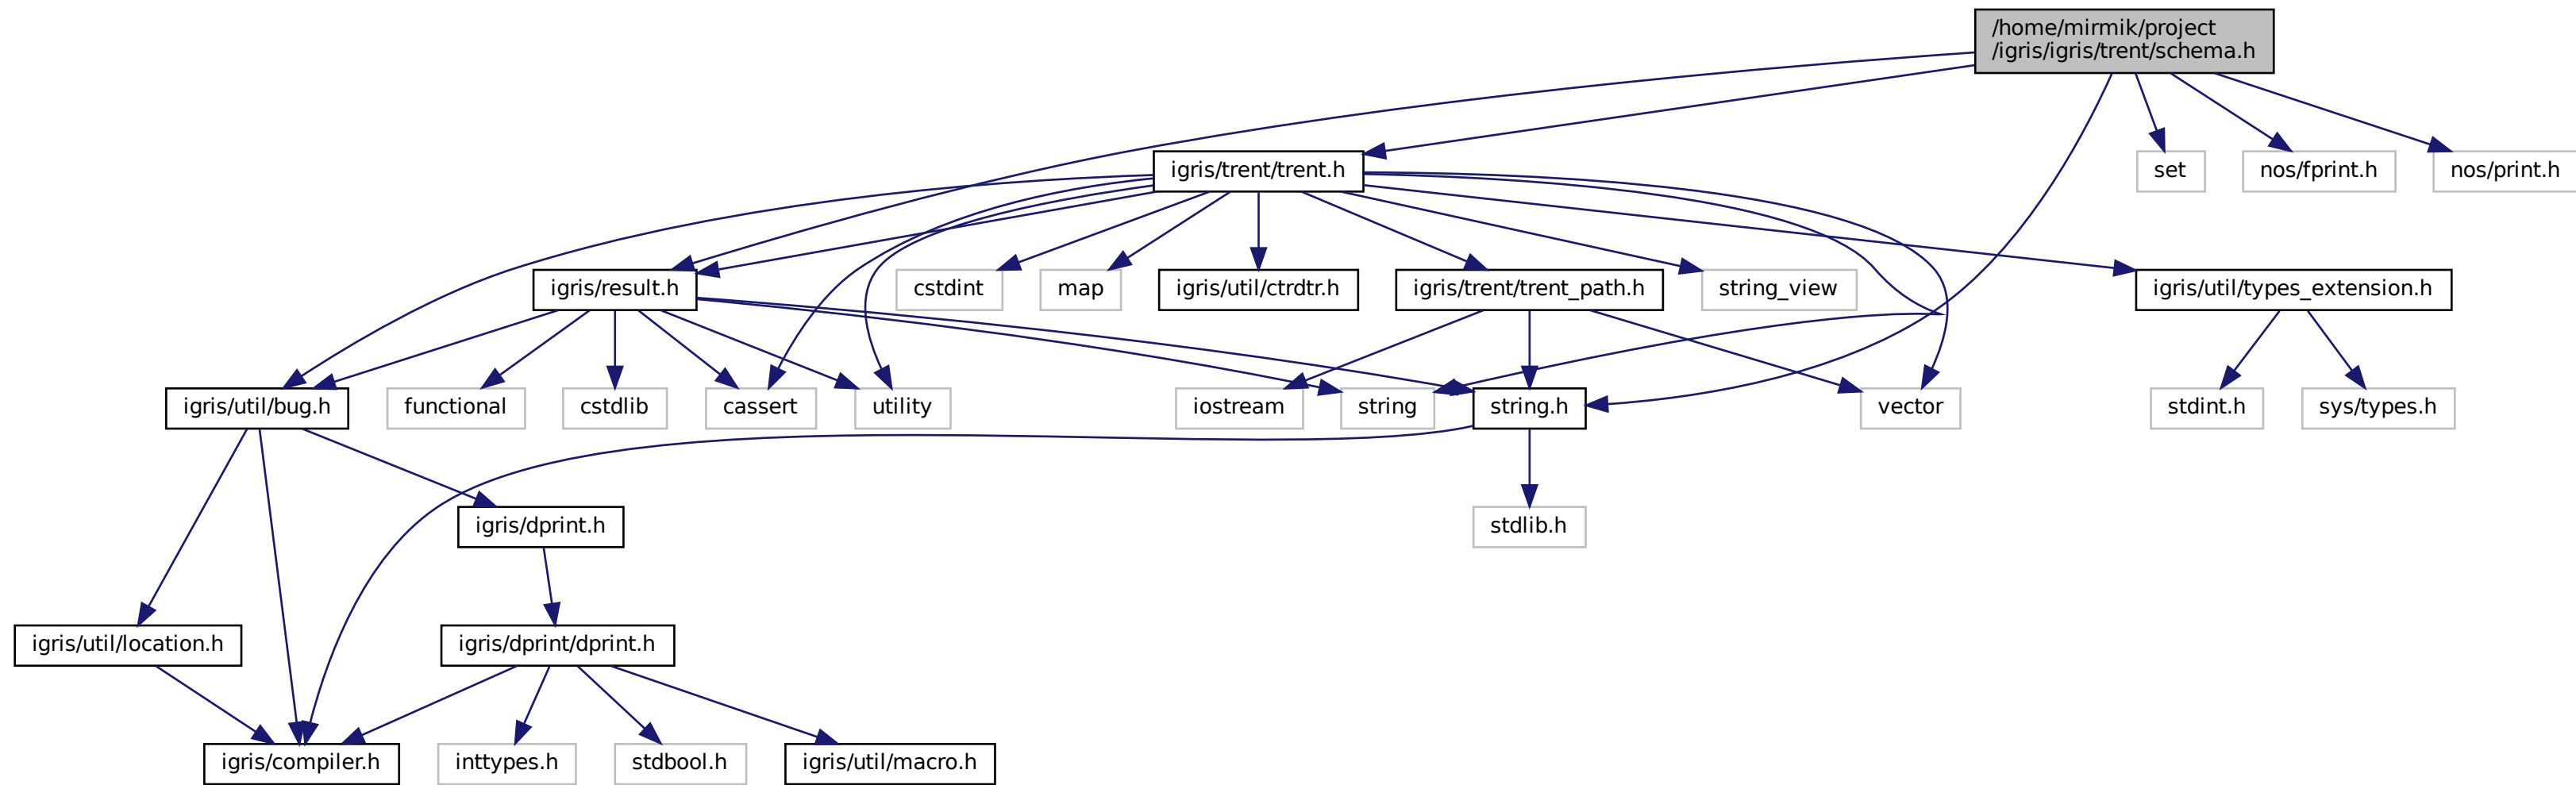 /home/mirmik/project
/igris/igris/trent/schema.h
igris/trent/trent.h
set
nos/fprint.h
nos/print.h
igris/result.h
cstdint
map
igris/util/ctrdtr.h
igris/trent/trent_path.h
string_view
igris/util/types_extension.h
igris/util/bug.h
functional
cstdlib
cassert
utility
iostream
string
string.h
vector
stdint.h
sys/types.h
igris/dprint.h
stdlib.h
igris/util/location.h
igris/dprint/dprint.h
igris/compiler.h
inttypes.h
stdbool.h
igris/util/macro.h